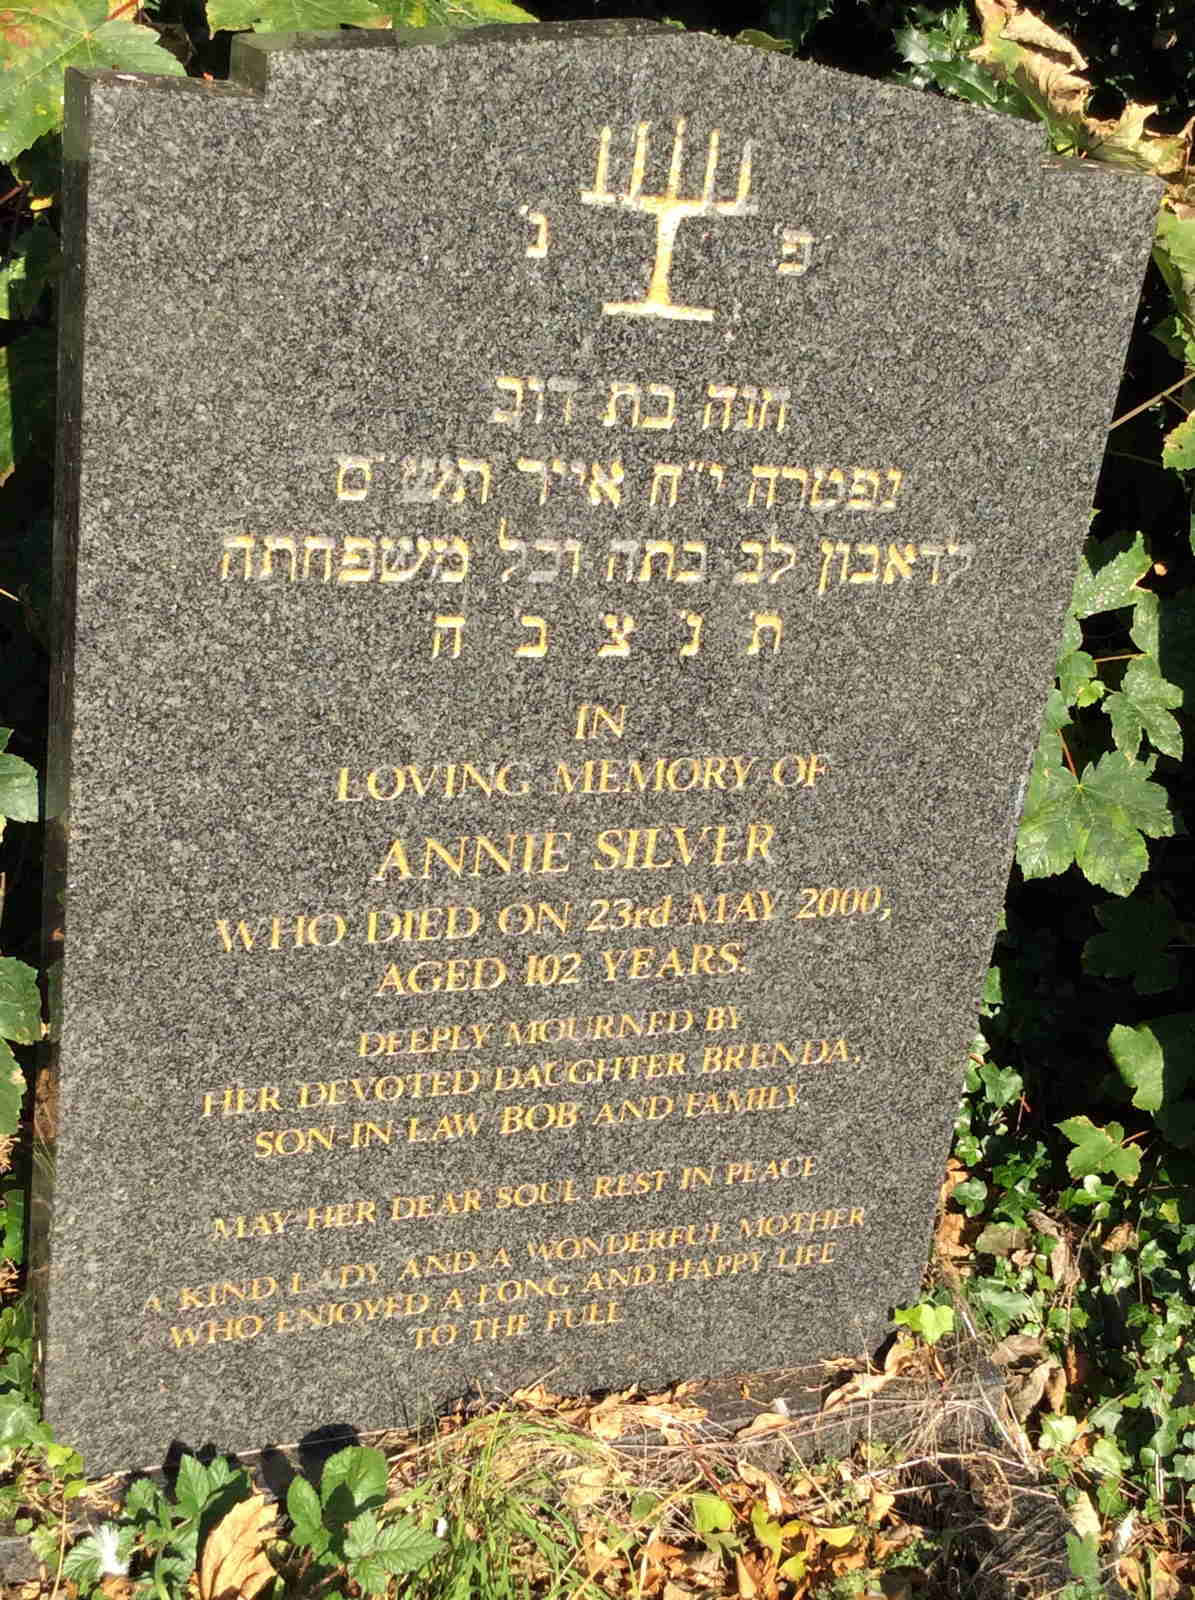 פ נ
חנה בת דוב
נפטרה י"ח אייר תש"ס
לדאבון לב בתה וכל משפחתה
ת נ צ ב ה
IN
LOVING MEMORY OF
ANNIE SILVER
WHO DIED ON 23rd MAY 2000,
AGED 102 YEARS.
DEEPLY MOURNED BY
HER DEVOTED DAUGHTER BRENDA.
SON-IN LAW BOB AND FAMILY.
MAY HER DEAR SOUL REST IN PEACE
A KIND LADY AND A WONDERFUL MOTHER
WHO ENJOYED A LONG AND HAPPY LIFE
TO THE FULL